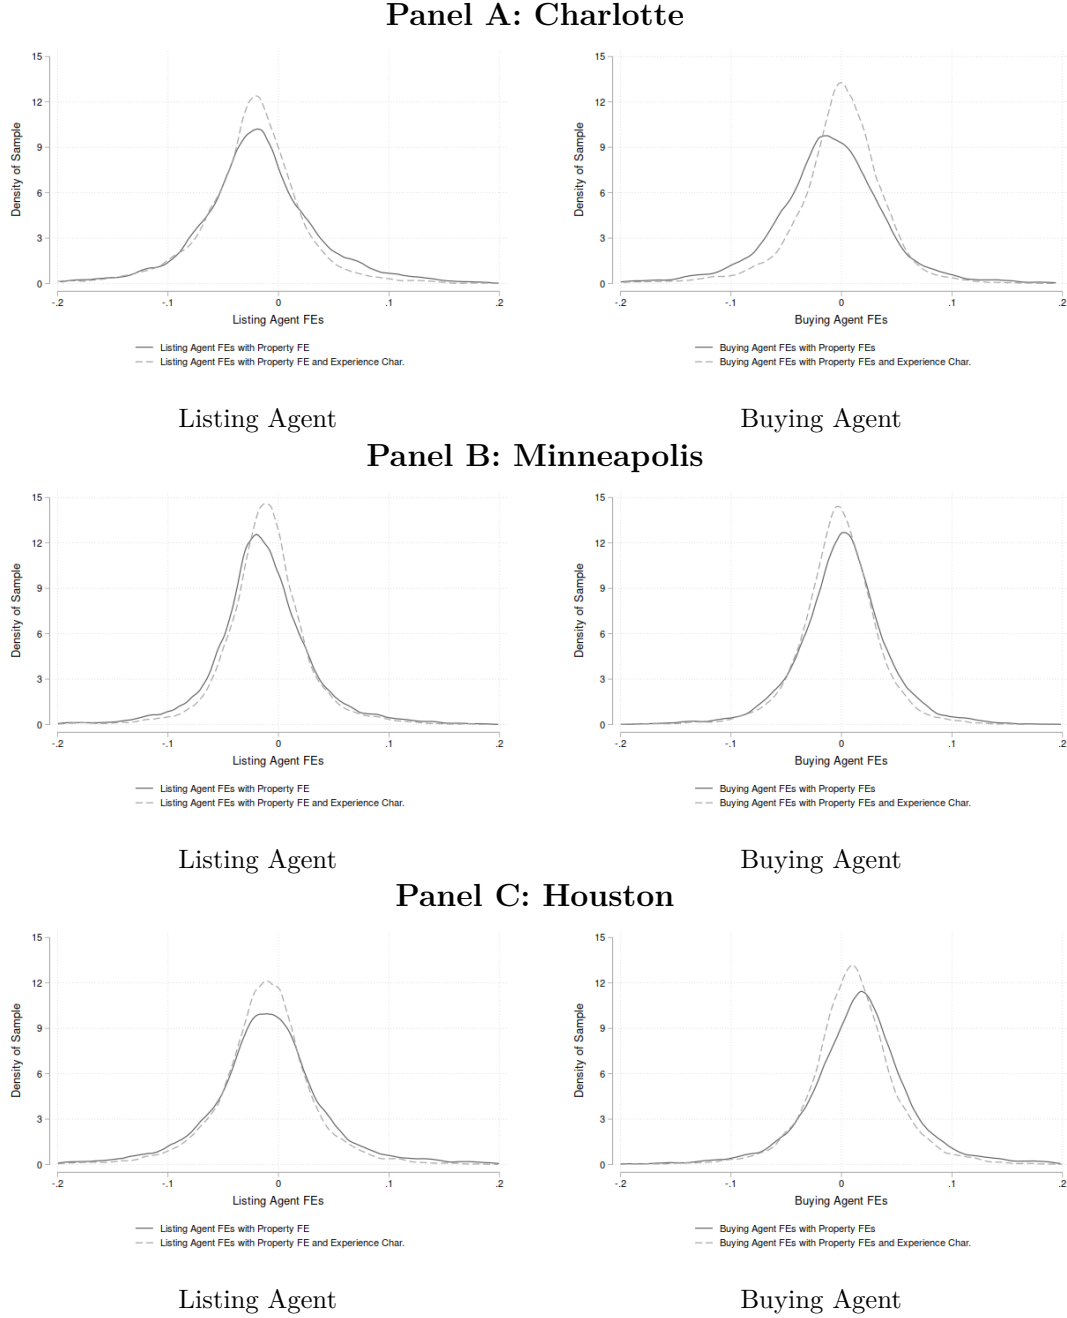 Panel A: Charlotte
15
12
9
6
3
0
Density of Sample
-.2
-.1
0
.1
.2
Listing Agent FEs
Listing Agent FEs with Property FE
Listing Agent FEs with Property FE and Experience Char.
Listing Agent
15
12
9
6
3
0
Density of Sample
-.2
-.1
0
.1
.2
Buying Agent FEs
Buying Agent FEs with Property FEs
Buying Agent FEs with Property FEs and Experience Char.
Buying Agent
Panel B: Minneapolis
15
12
9
6
3
0
Density of Sample
-.2
-.1
0
.1
.2
Listing Agent FEs
Listing Agent FEs with Property FE
Listing Agent FEs with Property FE and Experience Char.
Listing Agent
15
12
9
6
3
0
Density of Sample
-.2
-.1
0
.1
.2
Buying Agent FEs
Buying Agent FEs with Property FEs
Buying Agent FEs with Property FEs and Experience Char.
Buying Agent
Panel C: Houston
15
12
9
6
3
0
Density of Sample
-.2
-.1
0
.1
.2
Listing Agent FEs
Listing Agent FEs with Property FE
Listing Agent FEs with Property FE and Experience Char.
Listing Agent
15
12
9
6
3
0
Density of Sample
-.2
-.1
0
.1
.2
Buying Agent FEs
Buying Agent FEs with Property FEs
Buying Agent FEs with Property FEs and Experience Char.
Buying Agent